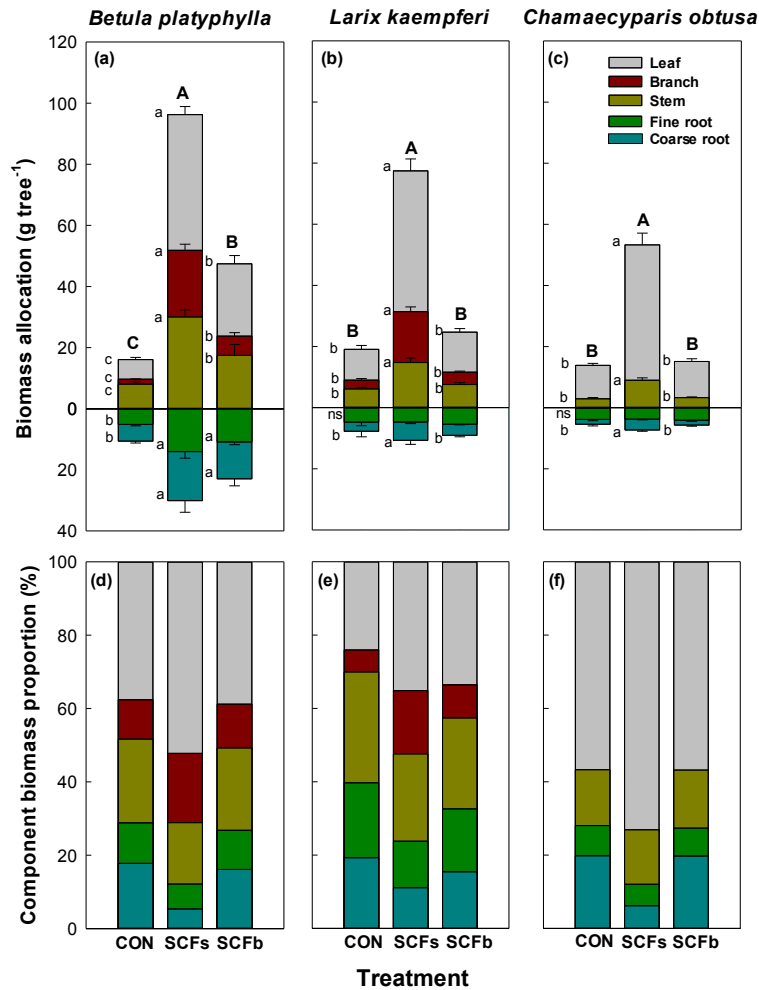 Betula platyphylla Larix kaempferi Chamaecyparis obtusa
120
100
80
60
40
20
0
20
40
Biomass allocation (g tree⁻¹)
(a)
A
a
a
a
B
b
b
b
C
c
c
c
b
b
a
a
a
a
(b)
A
a
a
a
B
b
b
b
B
b
b
b
ns
b
a
b
(c)
Leaf
Branch
Stem
Fine root
Coarse root
A
a
a
B
b
b
B
b
b
ns
b
a
b
100
80
60
40
20
0
Component biomass proportion (%)
(d)
(e)
(f)
CON SCFs SCFb CON SCFs SCFb CON SCFs SCFb
Treatment